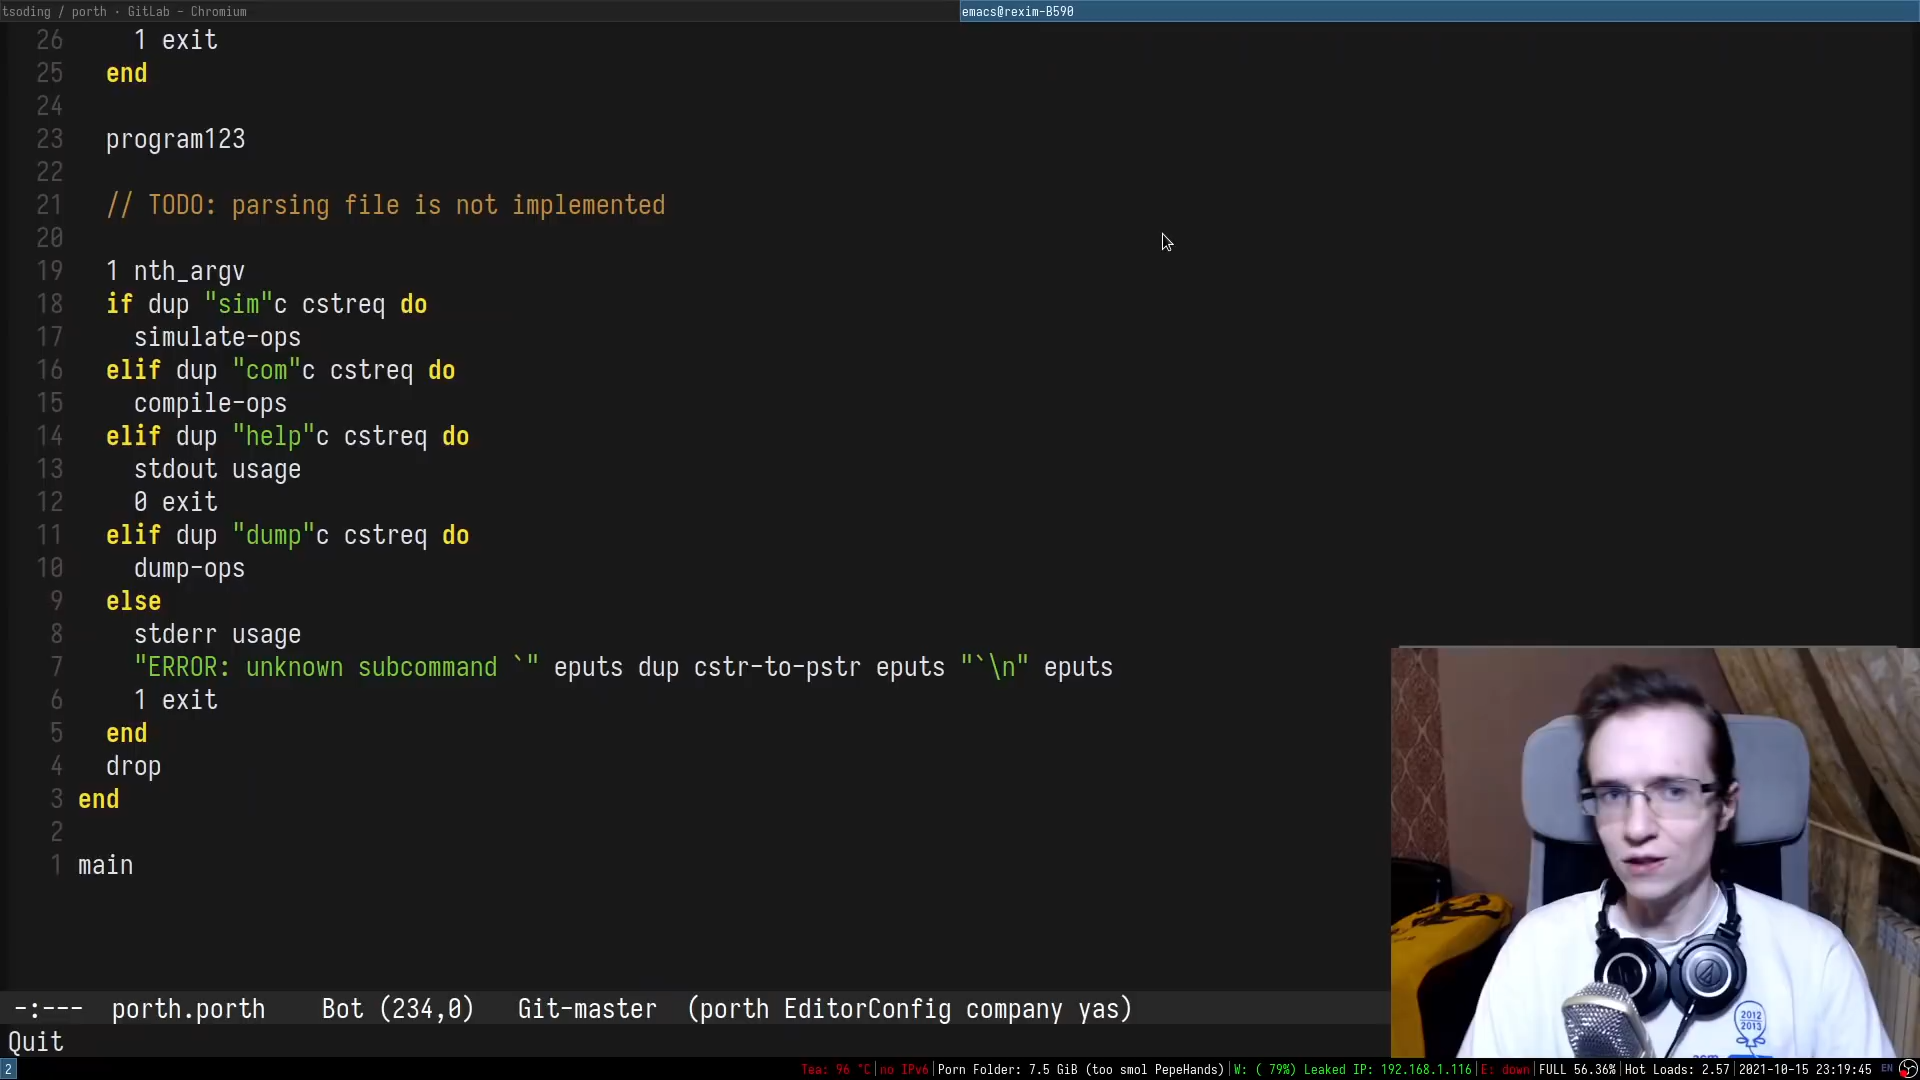 tsoding / porth · GitLab - Chromium
emacs@rexim-B590
26 1 exit
25 end
24
23 program123
22
21 // TODO: parsing file is not implemented
20
19 1 nth_argv
18 if dup "sim"c cstreq do
17 simulate-ops
16 elif dup "com"c cstreq do
15 compile-ops
14 elif dup "help"c cstreq do
13 stdout usage
12 0 exit
11 elif dup "dump"c cstreq do
10 dump-ops
9 else
8 stderr usage
7 "ERROR: unknown subcommand `" eputs dup cstr-to-pstr eputs "`\n" eputs
6 1 exit
5 end
4 drop
3 end
2
1 main
2012
2013
-:--- porth.porth Bot (234,0) Git-master (porth EditorConfig company yas)
Quit
2 Tea: 96 °C|no IPv6|Porn Folder: 7.5 GiB (too smol PepeHands)|W: ( 79%) Leaked IP: 192.168.1.116|E: down|FULL 56.36%|Hot Loads: 2.57|2021-10-15 23:19:45 EN